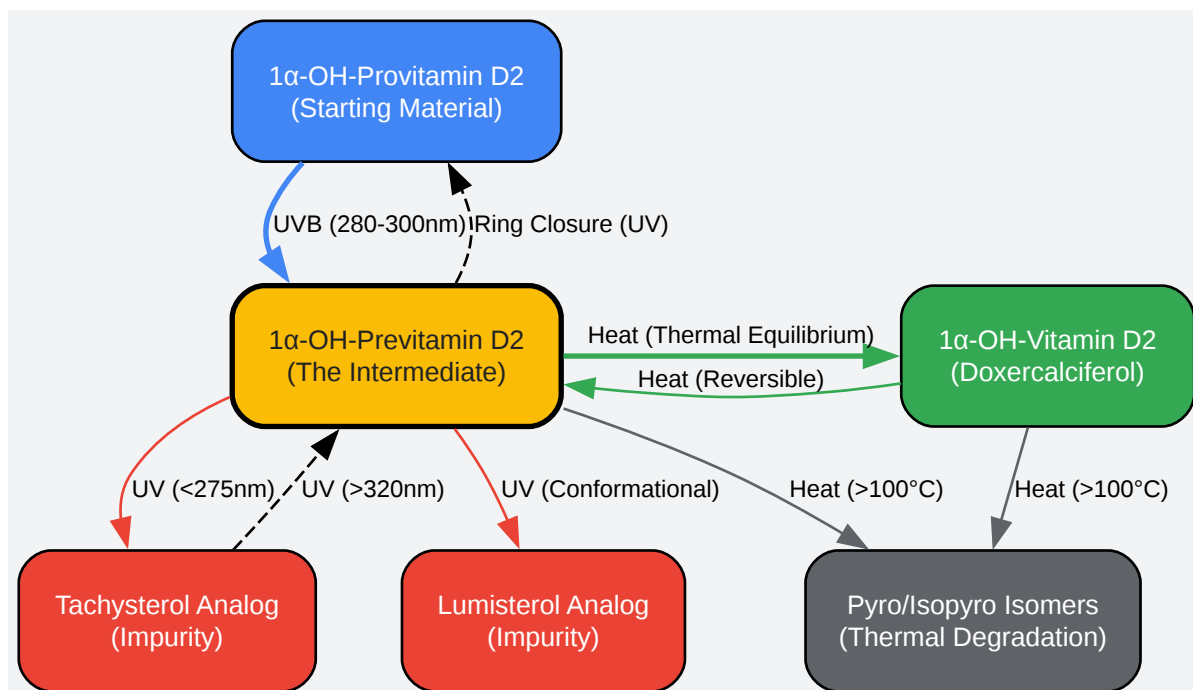 1α-OH-Provitamin D2
(Starting Material)
UVB (280-300nm)
Ring Closure (UV)
1α-OH-Previtamin D2
(The Intermediate)
Heat (Thermal Equilibrium)
Heat (Reversible)
1α-OH-Vitamin D2
(Doxercalciferol)
UV (<275nm)
UV (>320nm)
UV (Conformational)
Heat (>100°C)
Heat (>100°C)
Tachysterol Analog
(Impurity)
Lumisterol Analog
(Impurity)
Pyro/Isopyro Isomers
(Thermal Degradation)